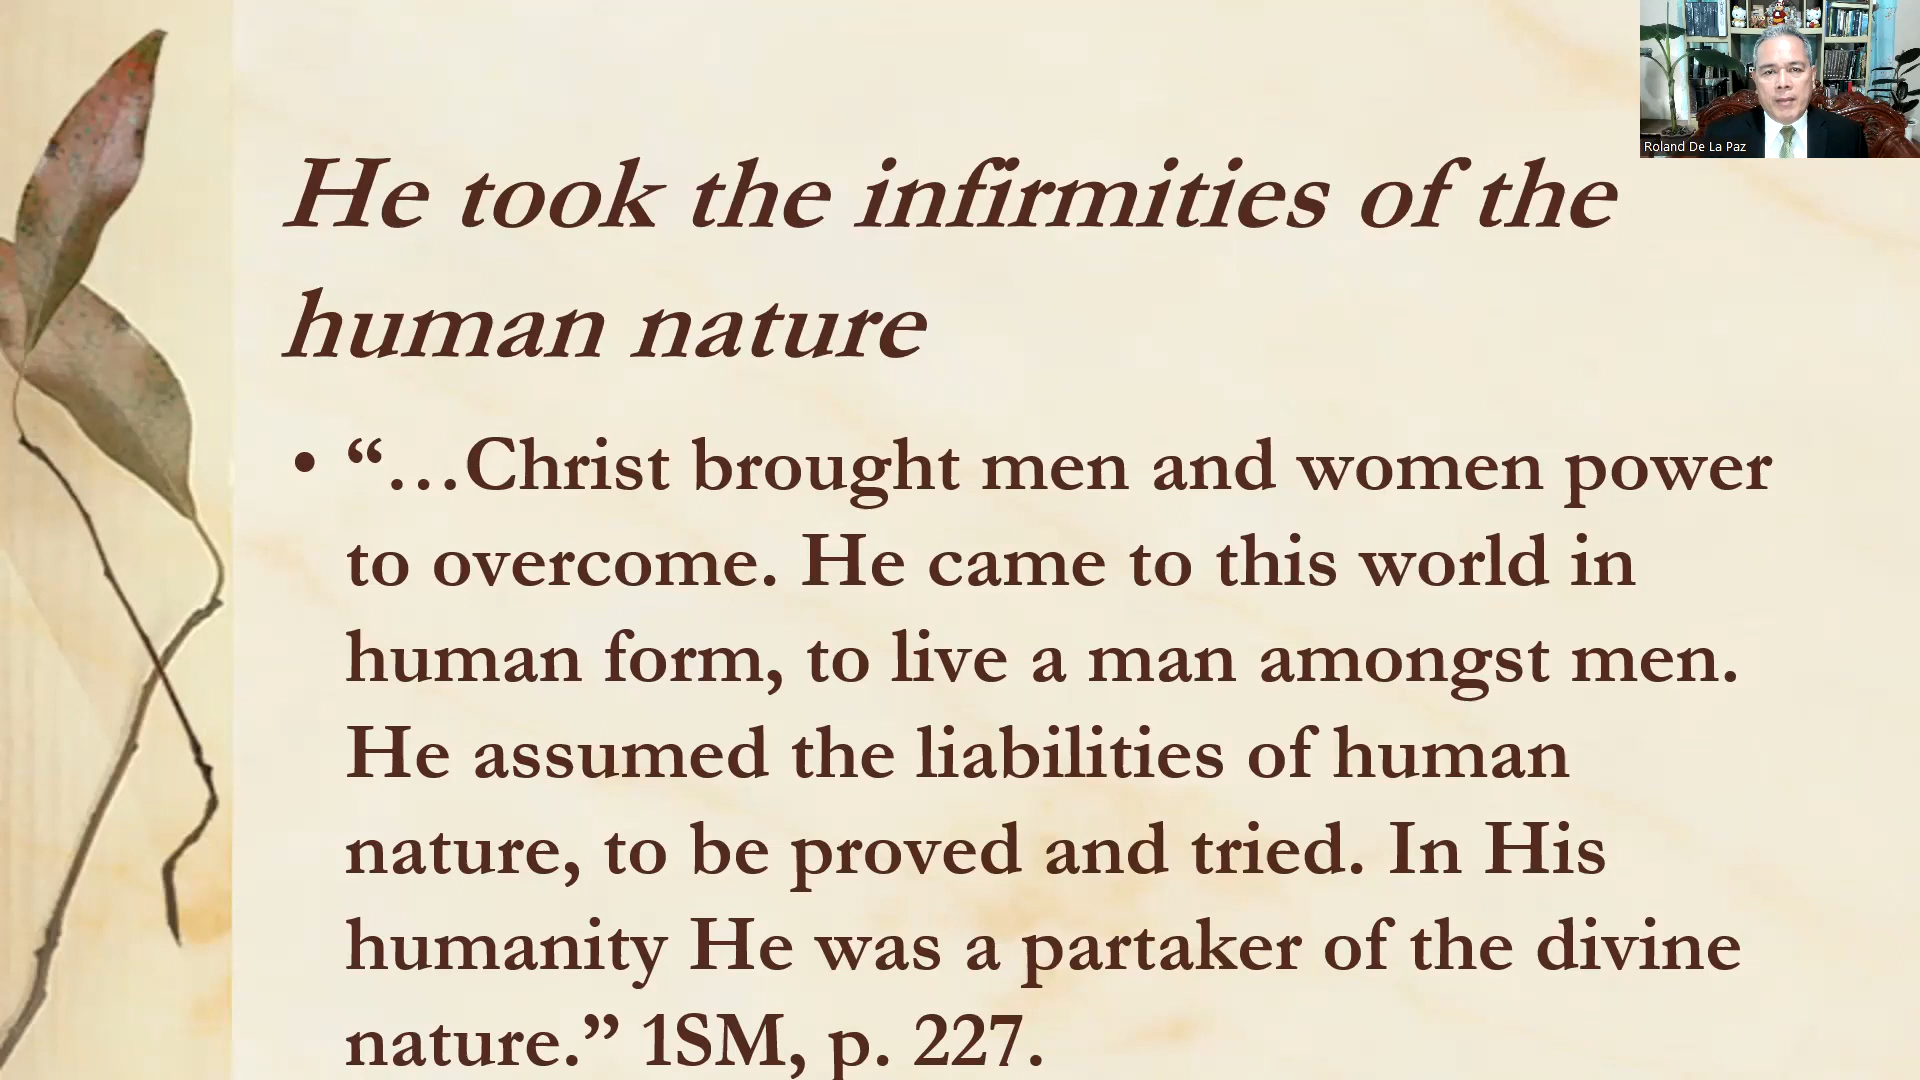 Roland De La Paz
He took the infirmities of the
human nature
• “…Christ brought men and women power
to overcome. He came to this world in
human form, to live a man amongst men.
He assumed the liabilities of human
nature, to be proved and tried. In His
humanity He was a partaker of the divine
nature.” 1SM, p. 227.